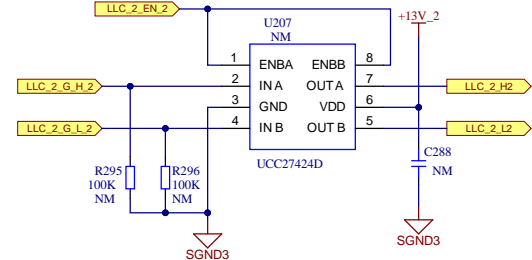 LLC_2_EN_2
+13V_2
U207
NM
1 ENBA ENBB 8
LLC_2_G_H_2 2 IN A OUT A 7 LLC_2_H2
3 GND VDD 6
LLC_2_G_L_2 4 IN B OUT B 5 LLC_2_L2
UCC27424D
R295
100K
NM
R296
100K
NM
C288
NM
SGND3
SGND3